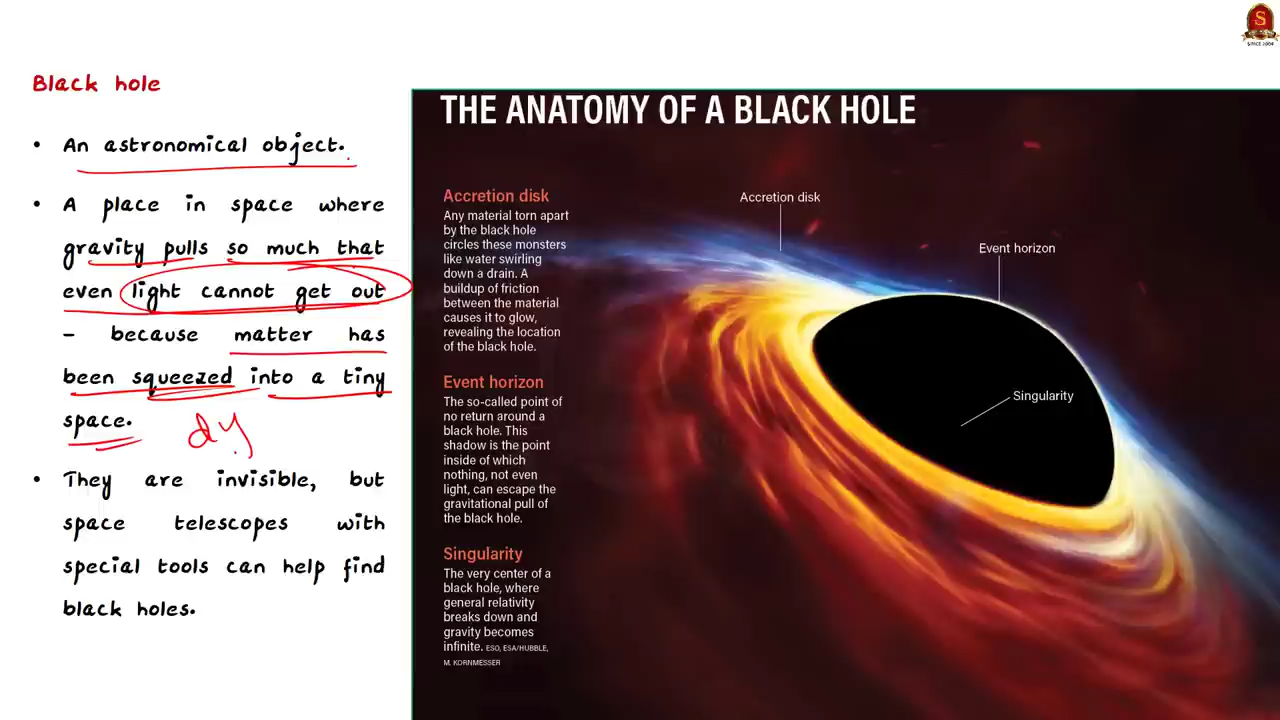 S
SINCE 2004
Black hole
• An astronomical object.
• A place in space where
gravity pulls so much that
even light cannot get out
– because matter has
been squeezed into a tiny
space.
• They are invisible, but
space telescopes with
special tools can help find
black holes.
THE ANATOMY OF A BLACK HOLE
Accretion disk
Any material torn apart
by the black hole
circles these monsters
like water swirling
down a drain. A
buildup of friction
between the material
causes it to glow,
revealing the location
of the black hole.
Event horizon
The so-called point of
no return around a
black hole. This
shadow is the point
inside of which
nothing, not even
light, can escape the
gravitational pull of
the black hole.
Singularity
The very center of a
black hole, where
general relativity
breaks down and
gravity becomes
infinite. ESO, ESA/HUBBLE,
M. KORNMESSER
Accretion disk
Event horizon
Singularity